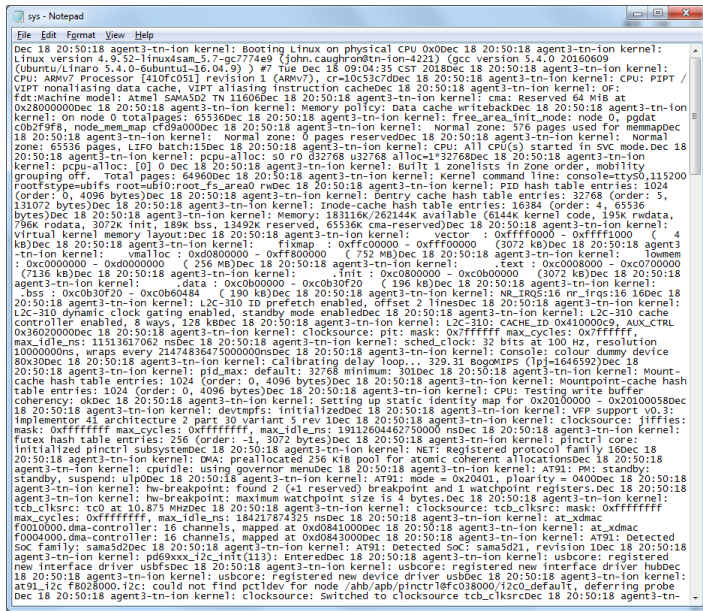 sys - Notepad
File Edit Format View Help
Dec 18 20:50:18 agent3-tn-ion kernel: Booting Linux on physical CPU 0x0Dec 18 20:50:18 agent3-tn-ion kernel:
Linux version 4.9.52-linux4sam_5.7-gc7774e9 (john.caughron@tn-ion-4221) (gcc version 5.4.0 20160609
(Ubuntu/Linaro 5.4.0-6ubuntu1~16.04.9) ) #7 Tue Dec 18 09:04:35 CST 2018Dec 18 20:50:18 agent3-tn-ion kernel:
CPU: ARMv7 Processor [410fc051] revision 1 (ARMv7), cr=10c53c7dDec 18 20:50:18 agent3-tn-ion kernel: CPU: PIPT /
VIPT nonaliasing data cache, VIPT aliasing instruction cacheDec 18 20:50:18 agent3-tn-ion kernel: OF:
fdt:Machine model: Atmel SAMA5D2 TN 11606Dec 18 20:50:18 agent3-tn-ion kernel: cma: Reserved 64 MiB at
0x28000000Dec 18 20:50:18 agent3-tn-ion kernel: Memory policy: Data cache writebackDec 18 20:50:18 agent3-tn-ion
kernel: On node 0 totalpages: 65536Dec 18 20:50:18 agent3-tn-ion kernel: free_area_init_node: node 0, pgdat
c0b2f9f8, node_mem_map cfd9a000Dec 18 20:50:18 agent3-tn-ion kernel:   Normal zone: 576 pages used for memmapDec
18 20:50:18 agent3-tn-ion kernel:   Normal zone: 0 pages reservedDec 18 20:50:18 agent3-tn-ion kernel:   Normal
zone: 65536 pages, LIFO batch:15Dec 18 20:50:18 agent3-tn-ion kernel: CPU: All CPU(s) started in SVC mode.Dec 18
20:50:18 agent3-tn-ion kernel: pcpu-alloc: s0 r0 d32768 u32768 alloc=1*32768Dec 18 20:50:18 agent3-tn-ion
kernel: pcpu-alloc: [0] 0 Dec 18 20:50:18 agent3-tn-ion kernel: Built 1 zonelists in Zone order, mobility
grouping off.  Total pages: 64960Dec 18 20:50:18 agent3-tn-ion kernel: Kernel command line: console=ttyS0,115200
rootfstype=ubifs root=ubi0:root_fs_area0 rwDec 18 20:50:18 agent3-tn-ion kernel: PID hash table entries: 1024
(order: 0, 4096 bytes)Dec 18 20:50:18 agent3-tn-ion kernel: Dentry cache hash table entries: 32768 (order: 5,
131072 bytes)Dec 18 20:50:18 agent3-tn-ion kernel: Inode-cache hash table entries: 16384 (order: 4, 65536
bytes)Dec 18 20:50:18 agent3-tn-ion kernel: Memory: 183116K/262144K available (6144K kernel code, 195K rwdata,
796K rodata, 3072K init, 189K bss, 13492K reserved, 65536K cma-reserved)Dec 18 20:50:18 agent3-tn-ion kernel:
Virtual kernel memory layout:Dec 18 20:50:18 agent3-tn-ion kernel:     vector  : 0xffff0000 - 0xffff1000   (   4
kB)Dec 18 20:50:18 agent3-tn-ion kernel:     fixmap  : 0xffc00000 - 0xfff00000   (3072 kB)Dec 18 20:50:18 agent3
-tn-ion kernel:     vmalloc : 0xd0800000 - 0xff800000   ( 752 MB)Dec 18 20:50:18 agent3-tn-ion kernel:     lowmem
: 0xc0000000 - 0xd0000000   ( 256 MB)Dec 18 20:50:18 agent3-tn-ion kernel:       .text : 0xc0008000 - 0xc0700000
(7136 kB)Dec 18 20:50:18 agent3-tn-ion kernel:       .init : 0xc0800000 - 0xc0b00000   (3072 kB)Dec 18 20:50:18
agent3-tn-ion kernel:       .data : 0xc0b00000 - 0xc0b30f20   ( 196 kB)Dec 18 20:50:18 agent3-tn-ion kernel:
.bss : 0xc0b30f20 - 0xc0b60484   ( 190 kB)Dec 18 20:50:18 agent3-tn-ion kernel: NR_IRQS:16 nr_irqs:16 16Dec 18
20:50:18 agent3-tn-ion kernel: L2C-310 ID prefetch enabled, offset 2 linesDec 18 20:50:18 agent3-tn-ion kernel:
L2C-310 dynamic clock gating enabled, standby mode enabledDec 18 20:50:18 agent3-tn-ion kernel: L2C-310 cache
controller enabled, 8 ways, 128 kBDec 18 20:50:18 agent3-tn-ion kernel: L2C-310: CACHE_ID 0x410000c9, AUX_CTRL
0x36020000Dec 18 20:50:18 agent3-tn-ion kernel: clocksource: pit: mask: 0x7ffffff max_cycles: 0x7ffffff,
max_idle_ns: 11513617062 nsDec 18 20:50:18 agent3-tn-ion kernel: sched_clock: 32 bits at 100 Hz, resolution
10000000ns, wraps every 21474836475000000nsDec 18 20:50:18 agent3-tn-ion kernel: Console: colour dummy device
80x30Dec 18 20:50:18 agent3-tn-ion kernel: Calibrating delay loop... 329.31 BogoMIPS (lpj=1646592)Dec 18
20:50:18 agent3-tn-ion kernel: pid_max: default: 32768 minimum: 301Dec 18 20:50:18 agent3-tn-ion kernel: Mount-
cache hash table entries: 1024 (order: 0, 4096 bytes)Dec 18 20:50:18 agent3-tn-ion kernel: Mountpoint-cache hash
table entries: 1024 (order: 0, 4096 bytes)Dec 18 20:50:18 agent3-tn-ion kernel: CPU: Testing write buffer
coherency: okDec 18 20:50:18 agent3-tn-ion kernel: Setting up static identity map for 0x20100000 - 0x20100058Dec
18 20:50:18 agent3-tn-ion kernel: devtmpfs: initializedDec 18 20:50:18 agent3-tn-ion kernel: VFP support v0.3:
implementor 41 architecture 2 part 30 variant 5 rev 1Dec 18 20:50:18 agent3-tn-ion kernel: clocksource: jiffies:
mask: 0xffffffff max_cycles: 0xffffffff, max_idle_ns: 19112604462750000 nsDec 18 20:50:18 agent3-tn-ion kernel:
futex hash table entries: 256 (order: -1, 3072 bytes)Dec 18 20:50:18 agent3-tn-ion kernel: pinctrl core:
initialized pinctrl subsystemDec 18 20:50:18 agent3-tn-ion kernel: NET: Registered protocol family 16Dec 18
20:50:18 agent3-tn-ion kernel: DMA: preallocated 256 KiB pool for atomic coherent allocationsDec 18 20:50:18
agent3-tn-ion kernel: cpuidle: using governor menuDec 18 20:50:18 agent3-tn-ion kernel: AT91: PM: standby:
standby, suspend: ulp0Dec 18 20:50:18 agent3-tn-ion kernel: AT91: mode = 0x20401, ploarity = 0400Dec 18 20:50:18
agent3-tn-ion kernel: hw-breakpoint: found 2 (+1 reserved) breakpoint and 1 watchpoint registers.Dec 18 20:50:18
agent3-tn-ion kernel: hw-breakpoint: maximum watchpoint size is 4 bytes.Dec 18 20:50:18 agent3-tn-ion kernel:
tcb_clksrc: tc0 at 10.875 MHzDec 18 20:50:18 agent3-tn-ion kernel: clocksource: tcb_clksrc: mask: 0xffffffff
max_cycles: 0xffffffff, max_idle_ns: 184217874325 nsDec 18 20:50:18 agent3-tn-ion kernel: at_xdmac
f0010000.dma-controller: 16 channels, mapped at 0xd0841000Dec 18 20:50:18 agent3-tn-ion kernel: at_xdmac
f0004000.dma-controller: 16 channels, mapped at 0xd0843000Dec 18 20:50:18 agent3-tn-ion kernel: AT91: Detected
SoC family: sama5d2Dec 18 20:50:18 agent3-tn-ion kernel: AT91: Detected SoC: sama5d21, revision 1Dec 18 20:50:18
agent3-tn-ion kernel: pd69xxx_i2c_init(113): EnteredDec 18 20:50:18 agent3-tn-ion kernel: usbcore: registered
new interface driver usbfsDec 18 20:50:18 agent3-tn-ion kernel: usbcore: registered new interface driver hubDec
18 20:50:18 agent3-tn-ion kernel: usbcore: registered new device driver usbDec 18 20:50:18 agent3-tn-ion kernel:
at91_i2c f8028000.i2c: could not find pctldev for node /ahb/apb/pinctrl@fc038000/i2c0_default, deferring probe
Dec 18 20:50:18 agent3-tn-ion kernel: clocksource: Switched to clocksource tcb_clksrcDec 18 20:50:18 agent3-tn-